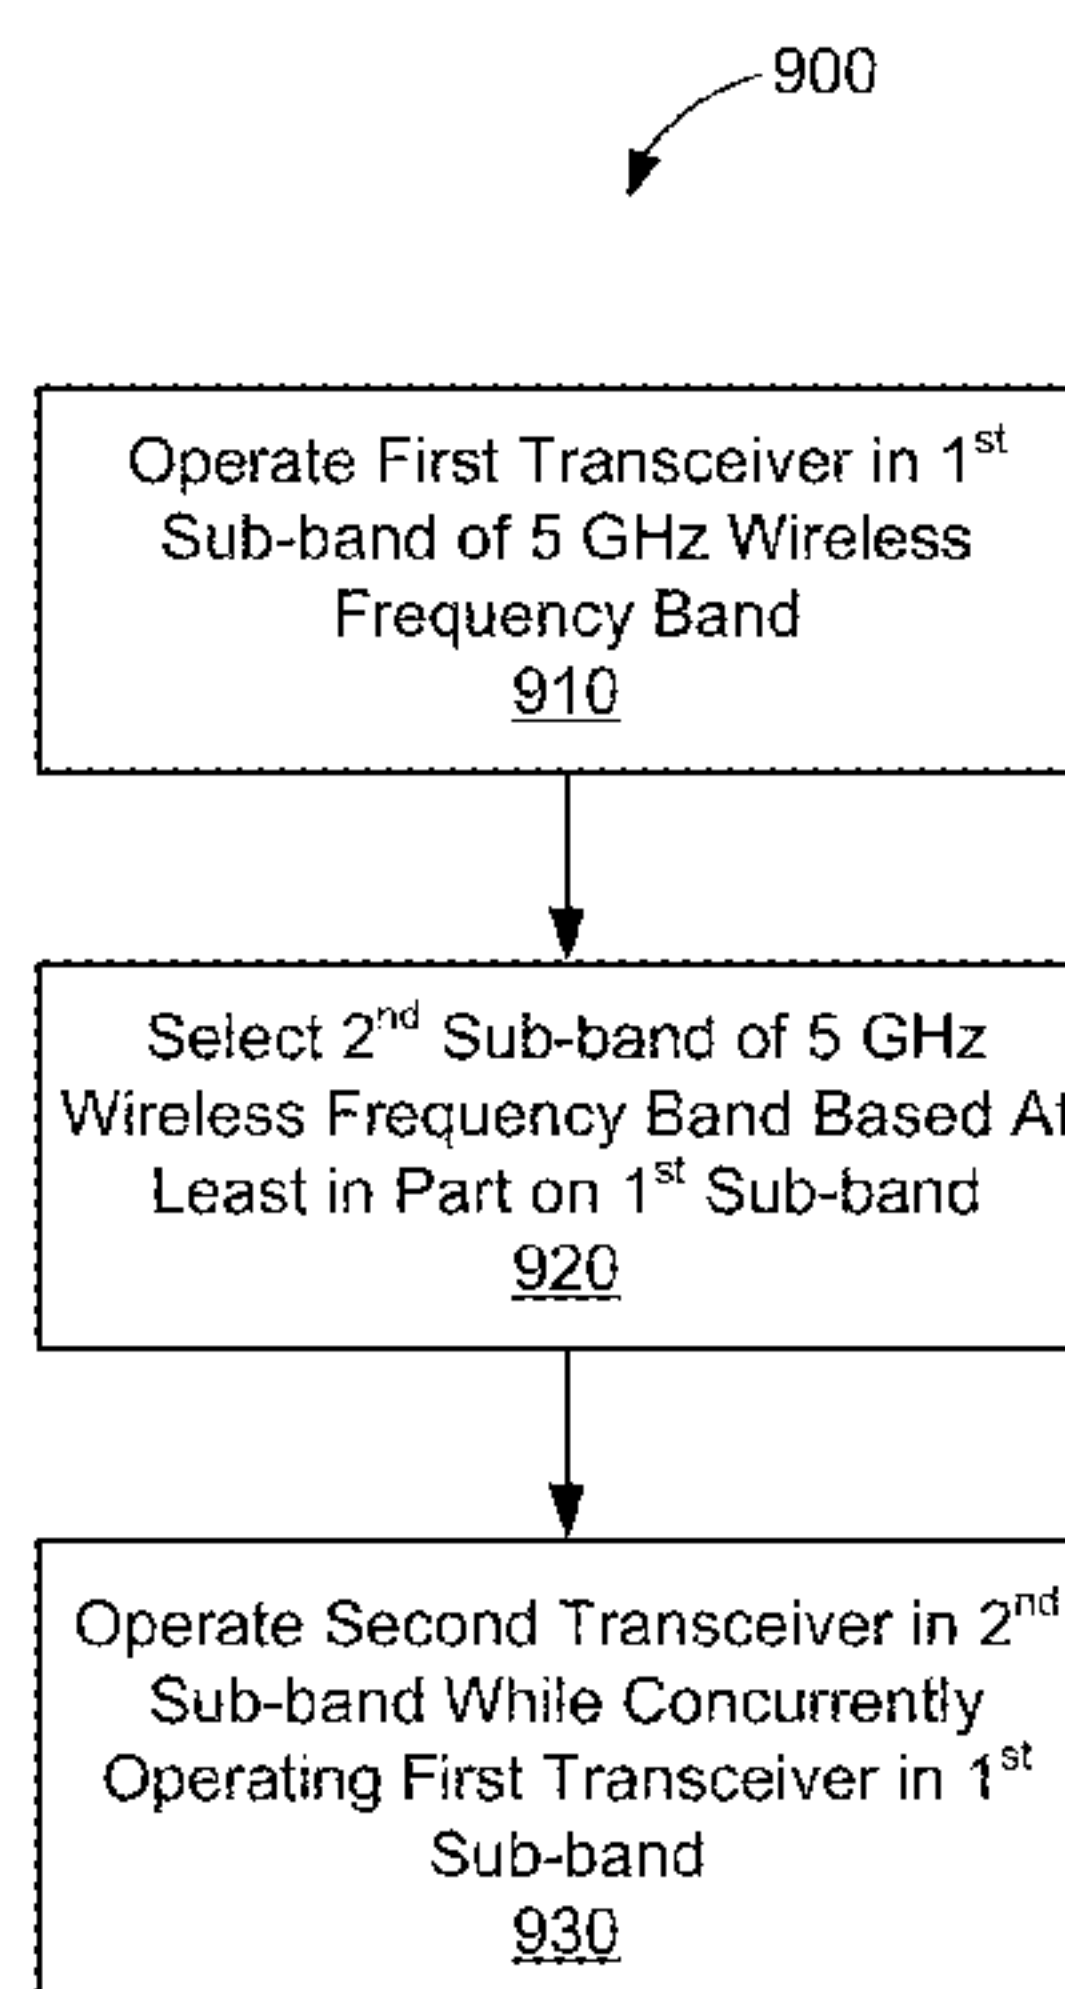 900
Operate First Transceiver in 1st
Sub-band of 5 GHz Wireless
Frequency Band
910
Select 2nd Sub-band of 5 GHz
Wireless Frequency Band Based At
Least in Part on 1st Sub-band
920
Operate Second Transceiver in 2nd
Sub-band While Concurrently
Operating First Transceiver in 1st
Sub-band
930